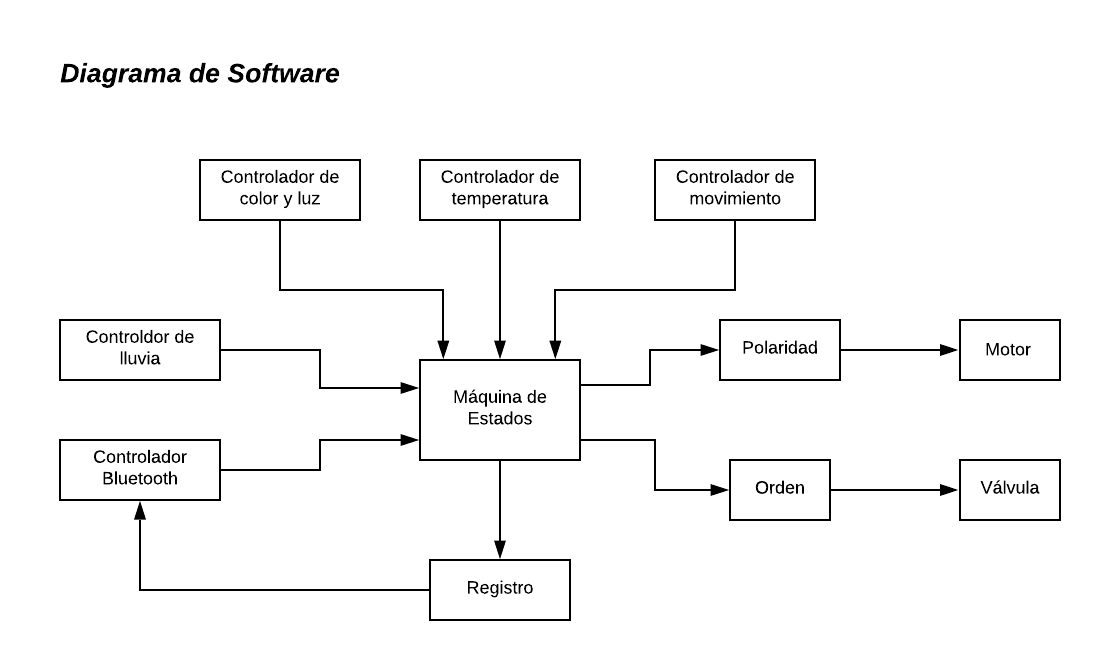 Diagrama de Software
Controlador de
color y luz
Controlador de
temperatura
Controlador de
movimiento
Controldor de
lluvia
Polaridad
Motor
Máquina de
Estados
Controlador
Bluetooth
Orden
Válvula
Registro